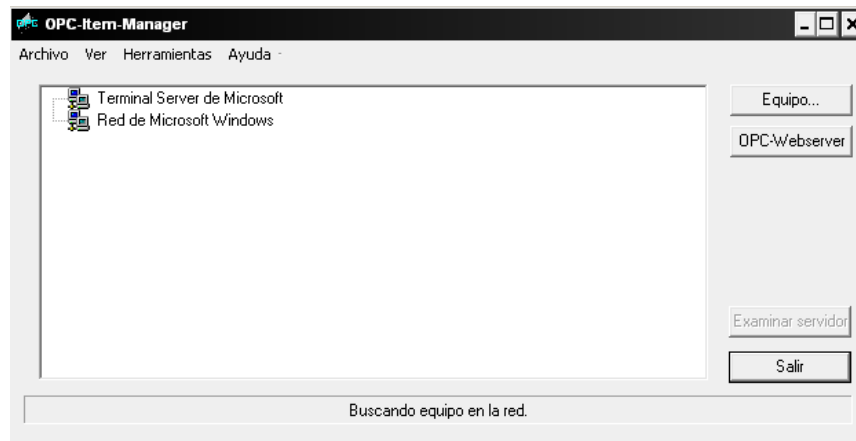 OPC OPC-Item-Manager
Archivo Ver Herramientas Ayuda
Terminal Server de Microsoft
Red de Microsoft Windows
Equipo...
OPC-Webserver
Examinar servidor
Salir
Buscando equipo en la red.